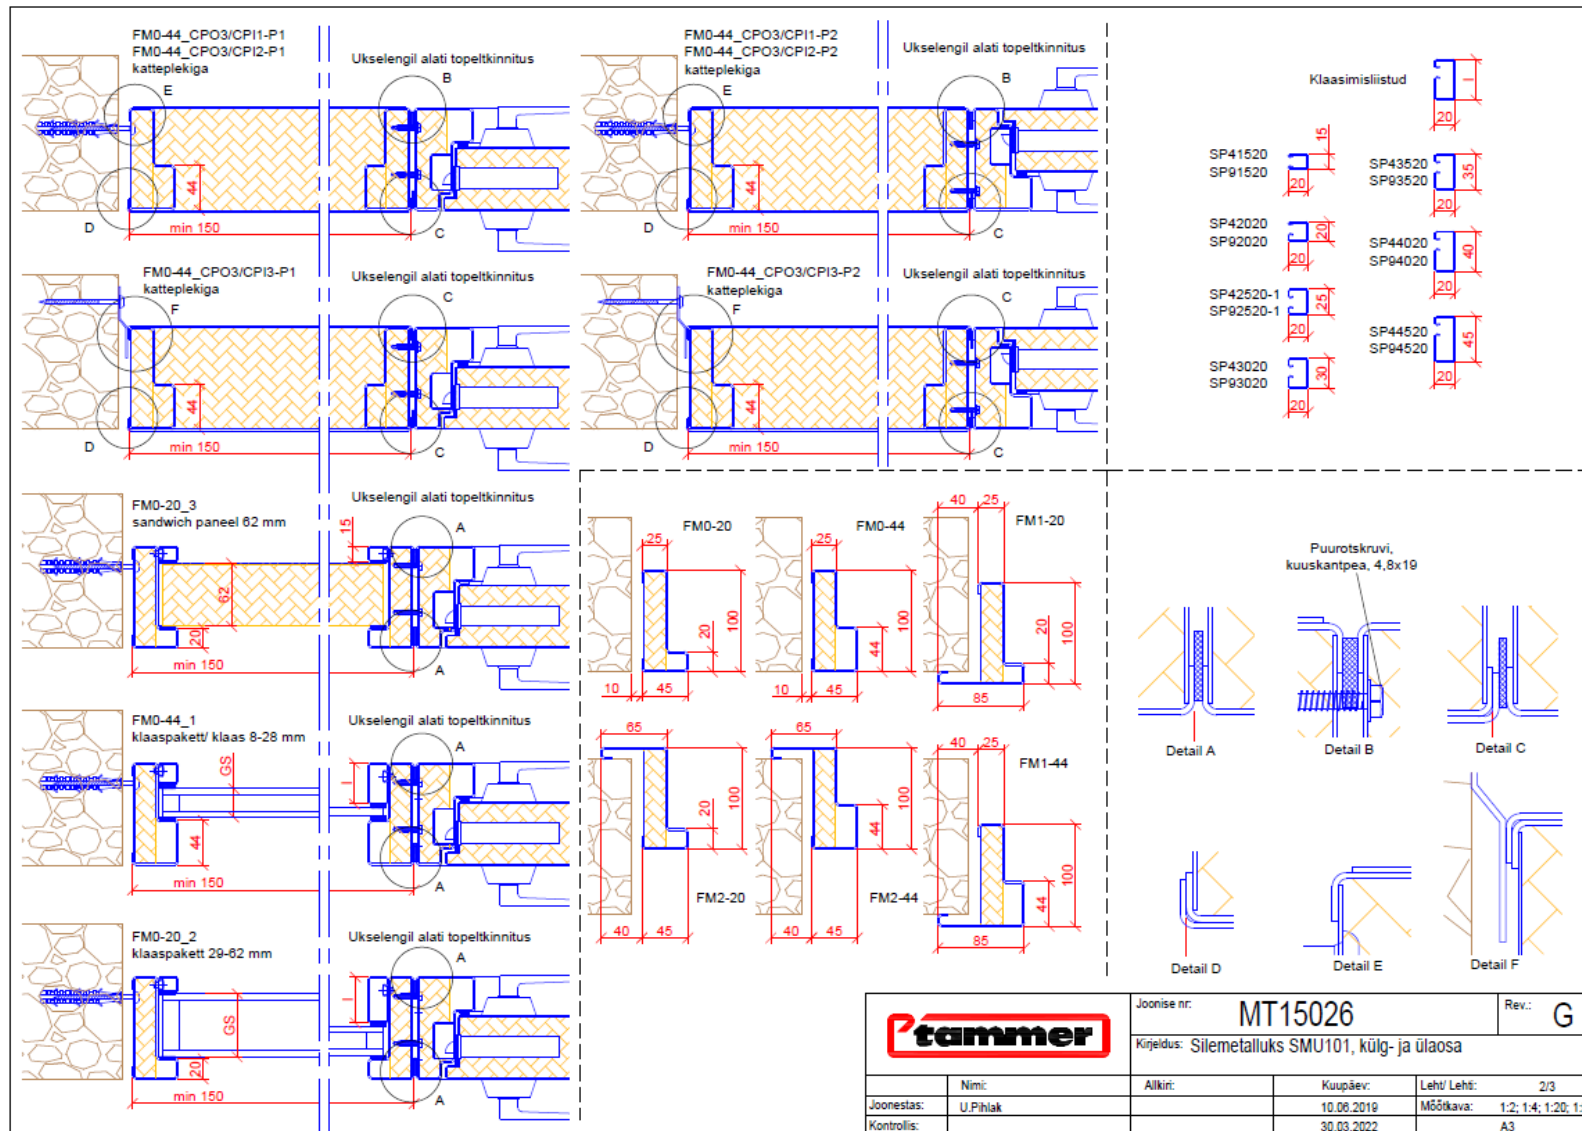 FM0-44_CPO3/CPI1-P1
FM0-44_CPO3/CPI2-P1
katteplekiga
Ukselengil alati topeltkinnitus
E
B
D
C
44
min 150
FM0-44_CPO3/CPI1-P2
FM0-44_CPO3/CPI2-P2
katteplekiga
Ukselengil alati topeltkinnitus
E
B
D
C
44
min 150
FM0-44_CPO3/CPI3-P1
katteplekiga
Ukselengil alati topeltkinnitus
F
C
D
C
44
min 150
FM0-44_CPO3/CPI3-P2
katteplekiga
Ukselengil alati topeltkinnitus
F
C
D
C
44
min 150
FM0-20_3
sandwich paneel 62 mm
Ukselengil alati topeltkinnitus
A
15
62
20
min 150
A
FM0-44_1
klaaspakett/ klaas 8-28 mm
Ukselengil alati topeltkinnitus
A
GS
I
44
min 150
A
FM0-20_2
klaaspakett 29-62 mm
Ukselengil alati topeltkinnitus
A
GS
I
20
min 150
A
Klaasimisliistud
I
20
SP41520
SP91520
15
20
SP43520
SP93520
35
20
SP42020
SP92020
20
20
SP44020
SP94020
40
20
SP42520-1
SP92520-1
25
20
SP44520
SP94520
45
20
SP43020
SP93020
30
20
FM0-20
25
20
100
10
45
FM0-44
25
44
100
10
45
FM1-20
40
25
20
100
85
FM2-20
65
20
100
40
45
FM2-44
65
44
100
40
45
FM1-44
40
25
44
100
85
Puurotskruvi,
kuuskantpea, 4,8x19
Detail A
Detail B
Detail C
Detail D
Detail E
Detail F
tammer
Joonise nr:
MT15026
Rev.:
G
Kirjeldus: Silemetalluks SMU101, külg- ja ülaosa
Nimi:
Allkiri:
Kuupäev:
Leht/ Lehti:
2/3
Joonestas:
U.Pihlak
10.06.2019
Mõõtkava:
1:2; 1:4; 1:20; 1:
Kontrollis:
30.03.2022
A3